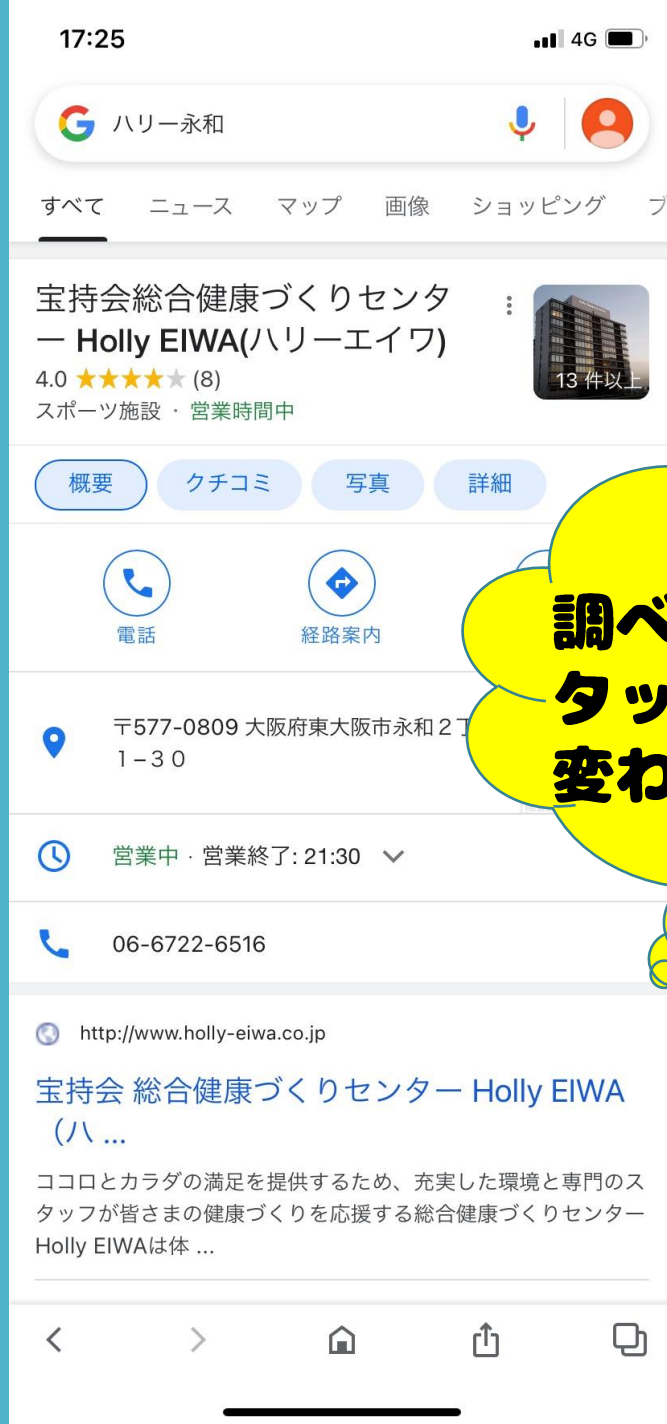 17:25
4G
ハリー永和
すべて ニュース マップ 画像 ショッピング ブ
宝持会総合健康づくりセンタ
ー Holly EIWA(ハリーエイワ)
4.0 (8)
13 件以上
スポーツ施設 · 営業時間中
概要 クチコミ 写真 詳細
電話 経路案内
調べ
タッ
変わ
〒577-0809 大阪府東大阪市永和２丁
１−３０
営業中 · 営業終了: 21:30
06-6722-6516
http://www.holly-eiwa.co.jp
宝持会 総合健康づくりセンター Holly EIWA
（ハ ...
ココロとカラダの満足を提供するため、充実した環境と専門のス
タッフが皆さまの健康づくりを応援する総合健康づくりセンター
Holly EIWAは体 ...